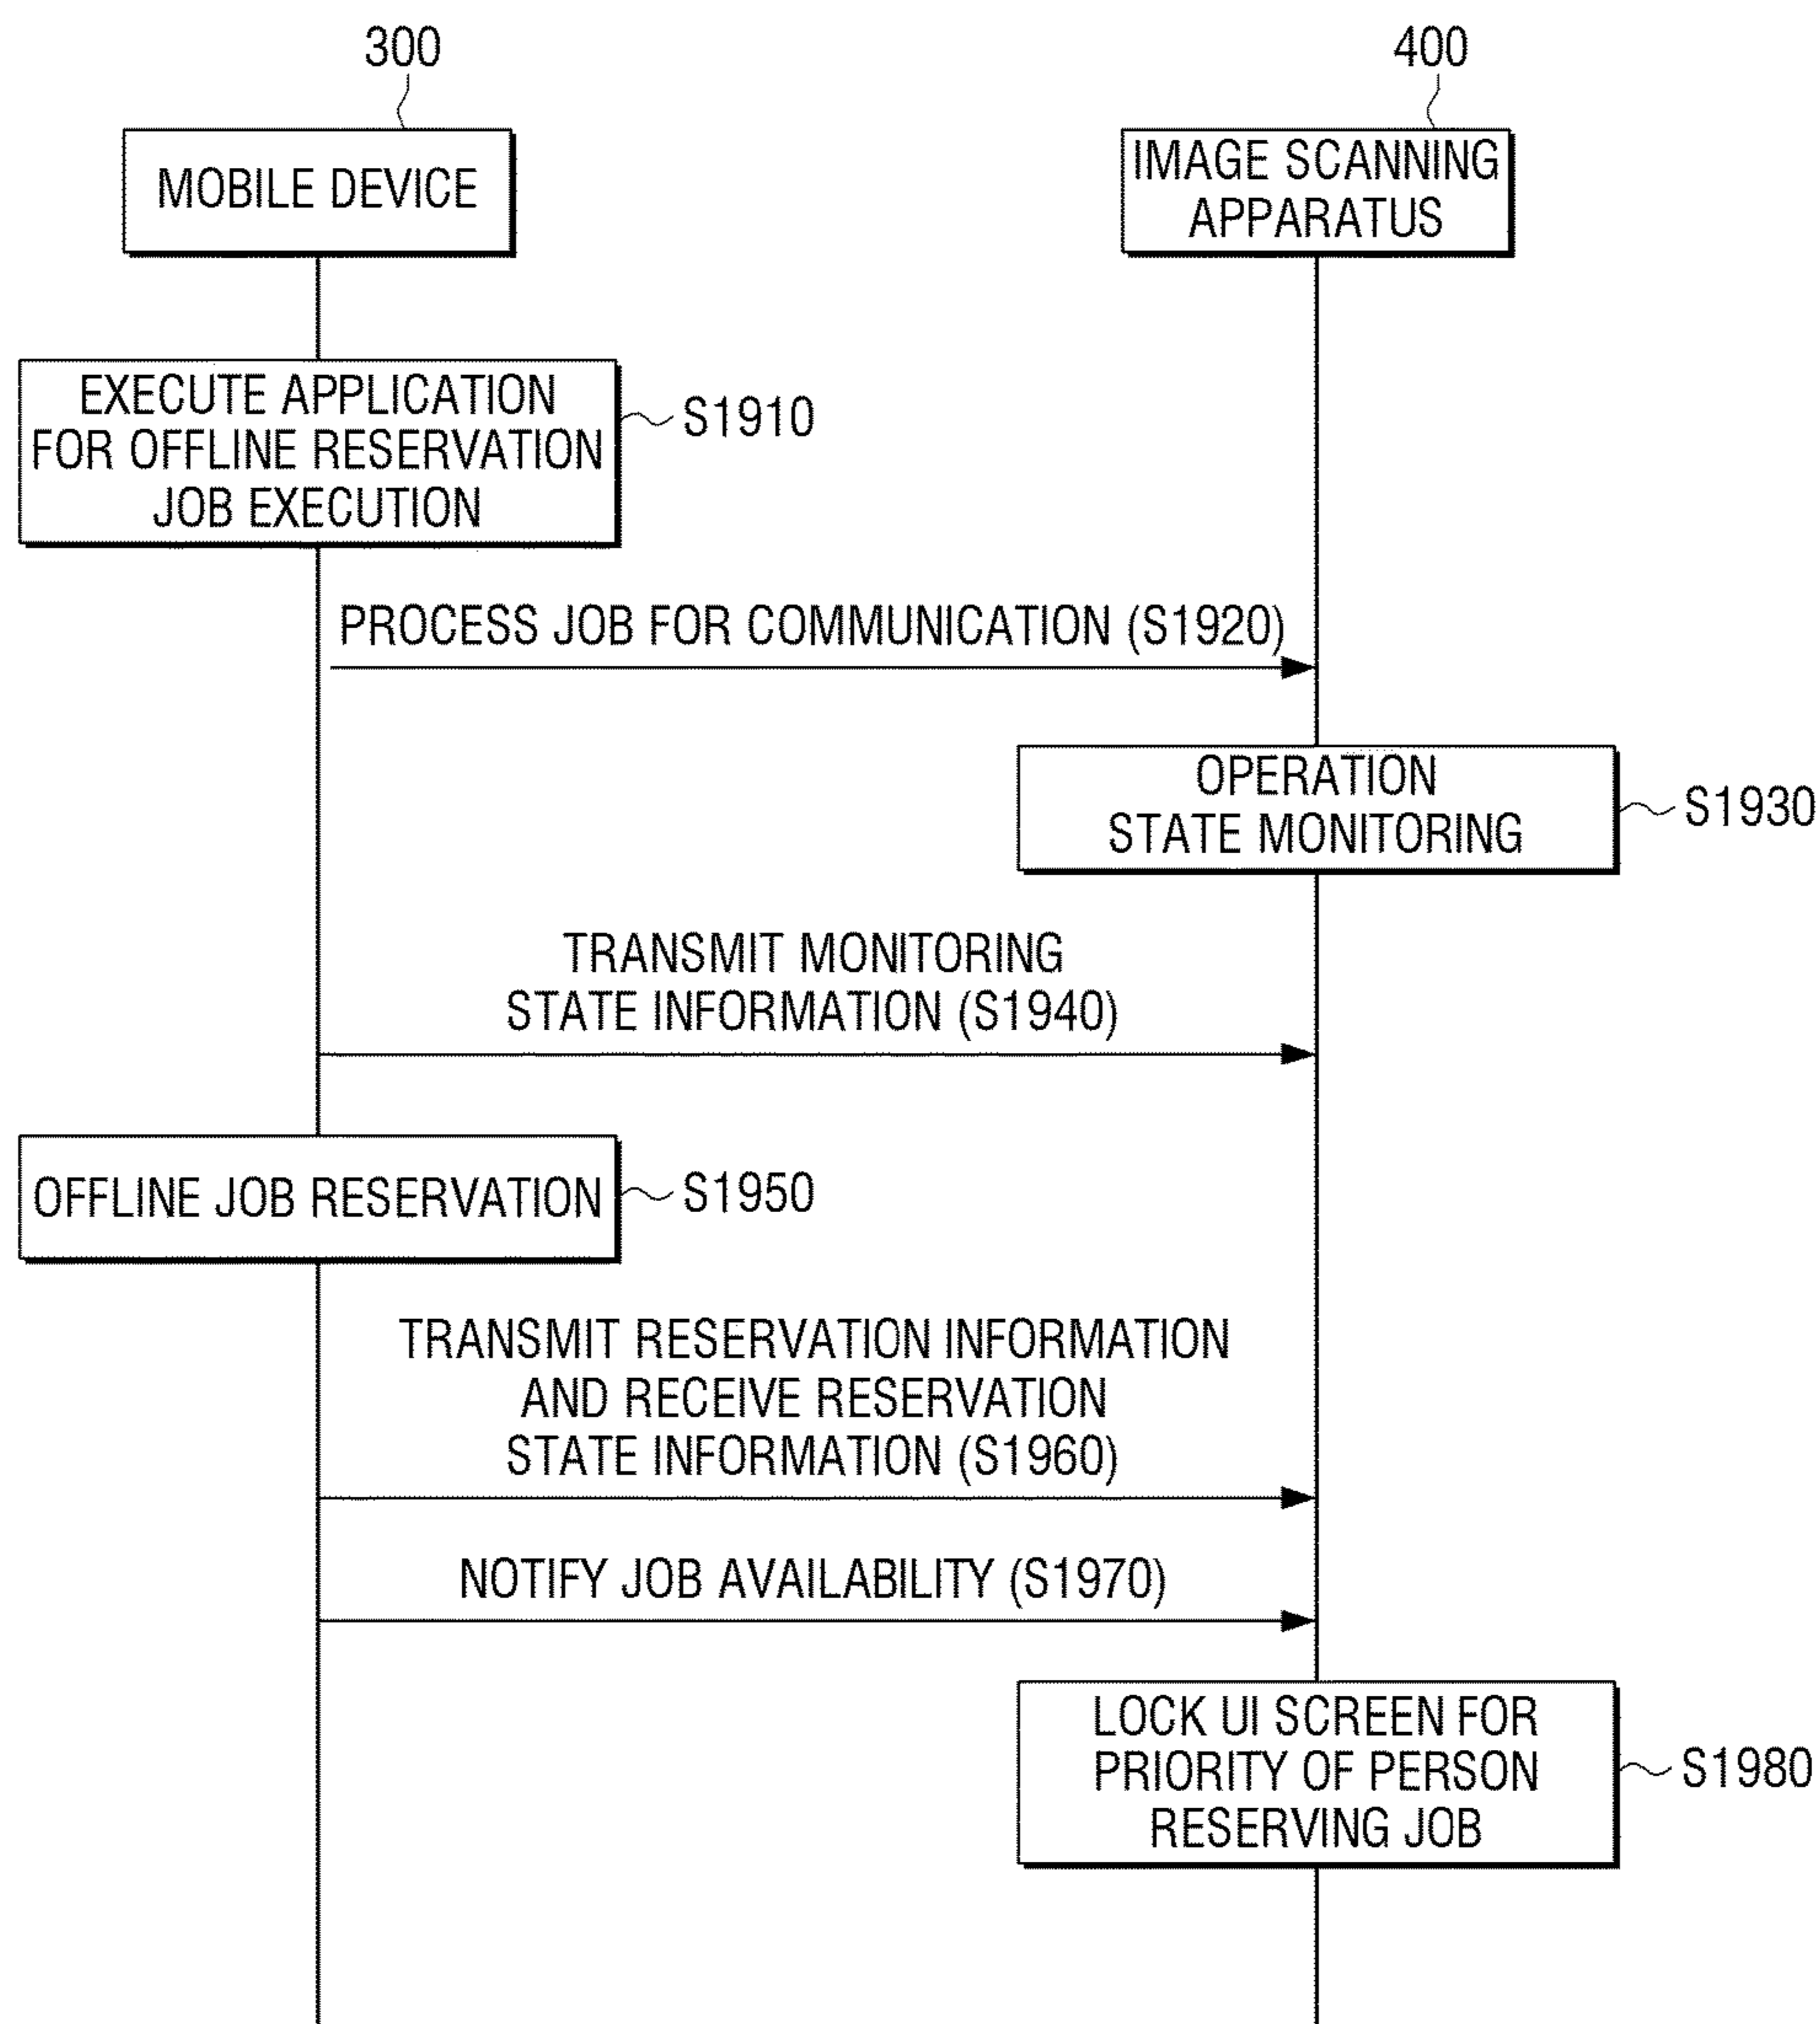 300
400
MOBILE DEVICE
IMAGE SCANNING
APPARATUS
EXECUTE APPLICATION
FOR OFFLINE RESERVATION
JOB EXECUTION
S1910
PROCESS JOB FOR COMMUNICATION (S1920)
OPERATION
STATE MONITORING
S1930
TRANSMIT MONITORING
STATE INFORMATION (S1940)
OFFLINE JOB RESERVATION
S1950
TRANSMIT RESERVATION INFORMATION
AND RECEIVE RESERVATION
STATE INFORMATION (S1960)
NOTIFY JOB AVAILABILITY (S1970)
LOCK UI SCREEN FOR
PRIORITY OF PERSON
RESERVING JOB
S1980